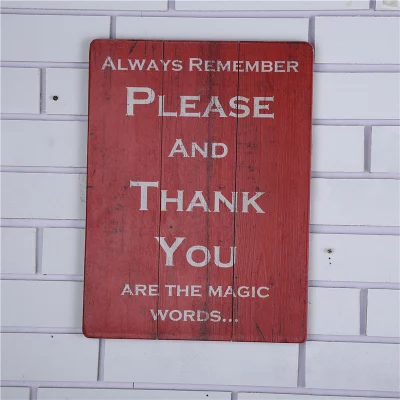 Always Remember
Please
And
Thank
You
are the magic
words...